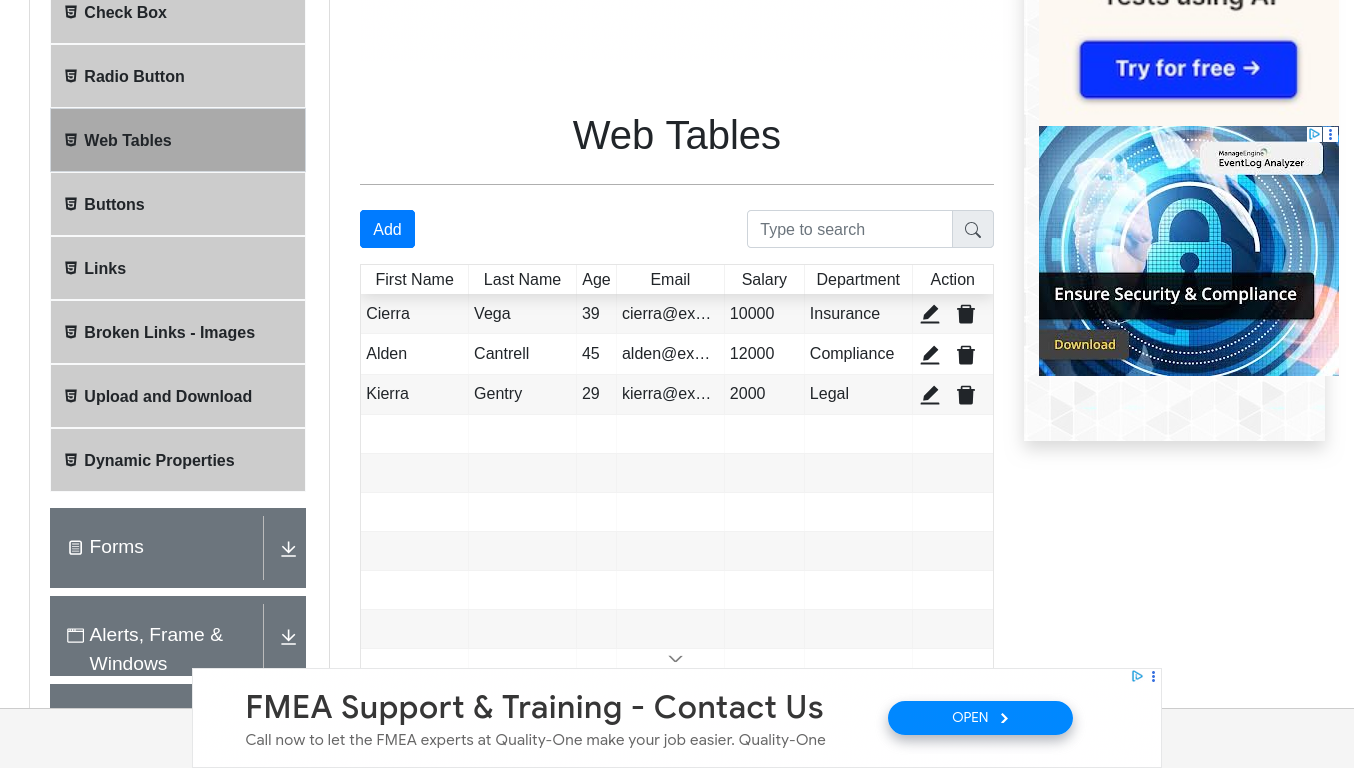 Check Box
Radio Button
Web Tables
Buttons
Links
Broken Links - Images
Upload and Download
Dynamic Properties
Forms
Alerts, Frame &
Windows
Web Tables
Add
Type to search
First Name Last Name Age Email Salary Department Action
Cierra Vega 39 cierra@ex... 10000 Insurance
Alden Cantrell 45 alden@ex... 12000 Compliance
Kierra Gentry 29 kierra@ex... 2000 Legal
Tests using AI
Try for free →
ManageEngine
EventLog Analyzer
Ensure Security & Compliance
Download
FMEA Support & Training - Contact Us
Call now to let the FMEA experts at Quality-One make your job easier. Quality-One
OPEN